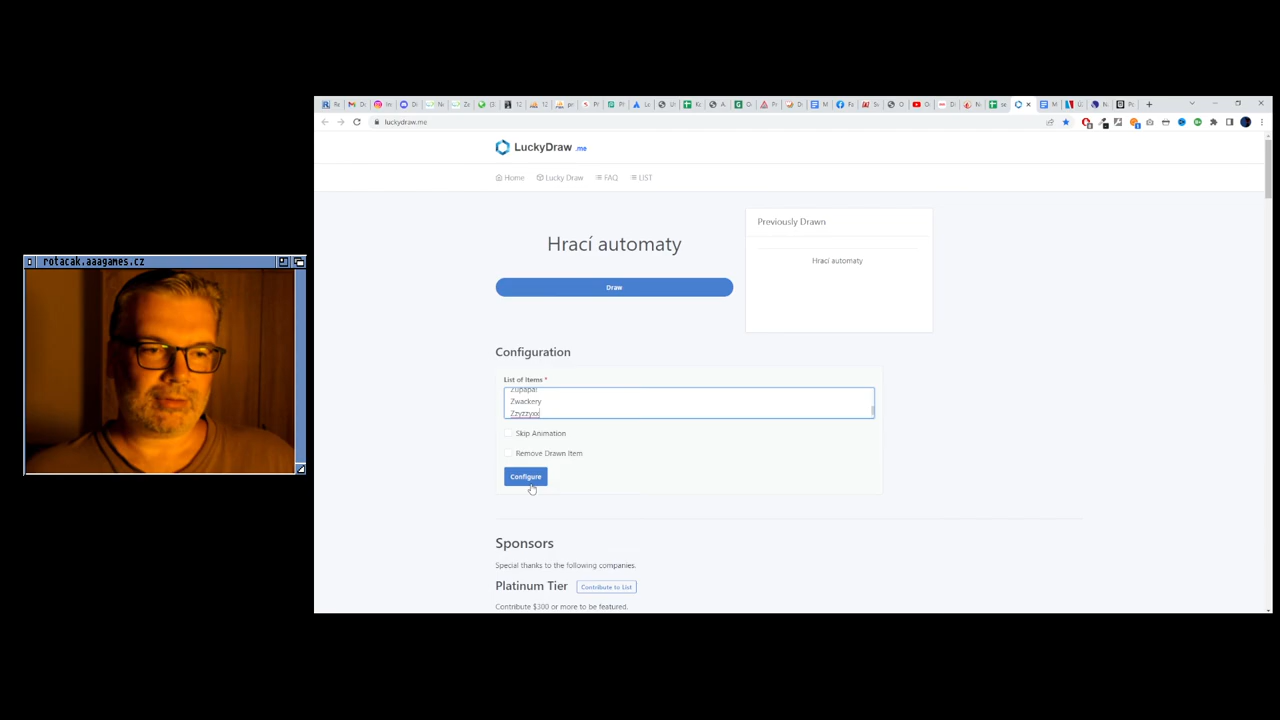 rotacak.aaagames.cz
luckydraw.me
LuckyDraw .me
Home Lucky Draw FAQ LIST
Hrací automaty
Draw
Previously Drawn
Hrací automaty
Configuration
List of Items *
Zupapa!
Zwackery
Zzyzzyxx
Skip Animation
Remove Drawn Item
Configure
Sponsors
Special thanks to the following companies.
Platinum Tier Contribute to List
Contribute $300 or more to be featured.